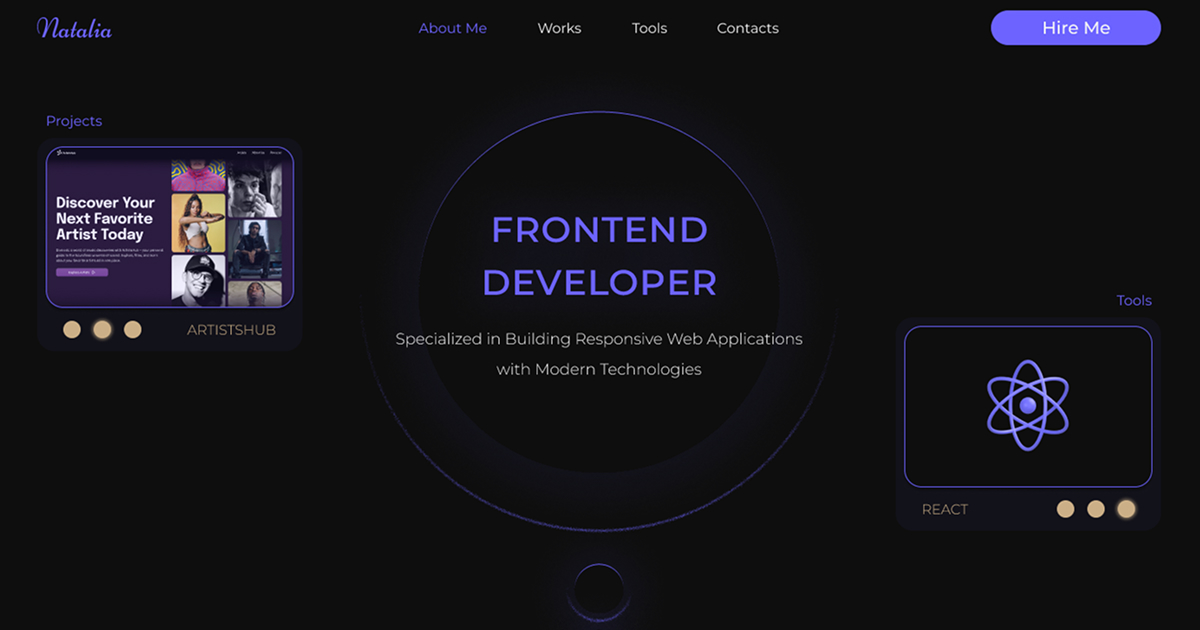 Natalia
About Me
Works
Tools
Contacts
Hire Me
Projects
Discover Your
Next Favorite
Artist Today
ARTISTSHUB
FRONTEND
DEVELOPER
Specialized in Building Responsive Web Applications
with Modern Technologies
Tools
REACT